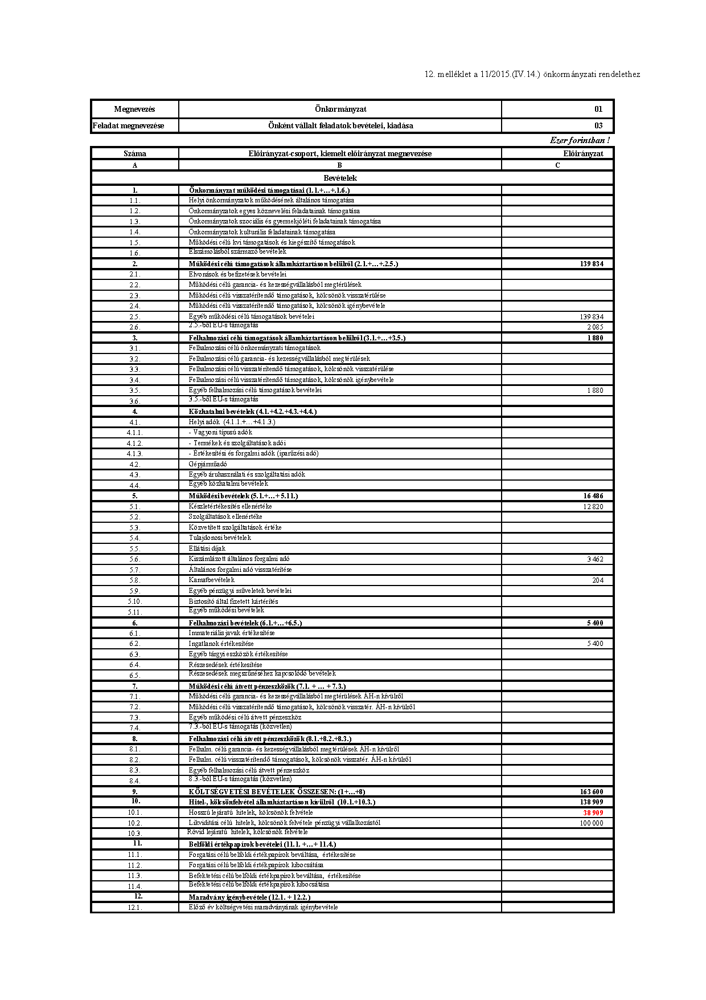 12. melléklet a 11/2015.(IV.14.) önkormányzati rendelethez
Megnevezés Önkormányzat 01
Feladat megnevezése Önként vállalt feladatok bevételei, kiadása 03
Ezer forintban !
Száma Előirányzat-csoport, kiemelt előirányzat megnevezése Előirányzat
A B C
Bevételek
1. Önkormányzat működési támogatásai (1.1.+…+.1.6.)
1.1. Helyi önkormányzatok működésének általános támogatása
1.2. Önkormányzatok egyes köznevelési feladatainak támogatása
1.3. Önkormányzatok szociális és gyermekjóléti feladatainak támogatása
1.4. Önkormányzatok kulturális feladatainak támogatása
1.5. Működési célú kvi támogatások és kiegészítő támogatások
1.6. Elszámolásból származó bevételek
2. Működési célú támogatások államháztartáson belülről (2.1.+…+.2.5.) 139 834
2.1. Elvonások és befizetések bevételei
2.2. Működési célú garancia- és kezességvállalásból megtérülések
2.3. Működési célú visszatérítendő támogatások, kölcsönök visszatérülése
2.4. Működési célú visszatérítendő támogatások, kölcsönök igénybevétele
2.5. Egyéb működési célú támogatások bevételei 139 834
2.6. 2.5.-ből EU-s támogatás 2 085
3. Felhalmozási célú támogatások államháztartáson belülről (3.1.+…+3.5.) 1 880
3.1. Felhalmozási célú önkormányzati támogatások
3.2. Felhalmozási célú garancia- és kezességvállalásból megtérülések
3.3. Felhalmozási célú visszatérítendő támogatások, kölcsönök visszatérülése
3.4. Felhalmozási célú visszatérítendő támogatások, kölcsönök igénybevétele
3.5. Egyéb felhalmozási célú támogatások bevételei 1 880
3.6. 3.5.-ből EU-s támogatás
4. Közhatalmi bevételek (4.1.+4.2.+4.3.+4.4.)
4.1. Helyi adók (4.1.1.+…+4.1.3.)
4.1.1. - Vagyoni típusú adók
4.1.2. - Termékek és szolgáltatások adói
4.1.3. - Értékesítési és forgalmi adók (iparűzési adó)
4.2. Gépjárműadó
4.3. Egyéb áruhasználati és szolgáltatási adók
4.4. Egyéb közhatalmi bevételek
5. Működési bevételek (5.1.+…+ 5.11.) 16 486
5.1. Készletértékesítés ellenértéke 12 820
5.2. Szolgáltatások ellenértéke
5.3. Közvetített szolgáltatások értéke
5.4. Tulajdonosi bevételek
5.5. Ellátási díjak
5.6. Kiszámlázott általános forgalmi adó 3 462
5.7. Általános forgalmi adó visszatérítése
5.8. Kamatbevételek 204
5.9. Egyéb pénzügyi műveletek bevételei
5.10. Biztosító által fizetett kártérítés
5.11. Egyéb működési bevételek
6. Felhalmozási bevételek (6.1.+…+6.5.) 5 400
6.1. Immateriális javak értékesítése
6.2. Ingatlanok értékesítése 5 400
6.3. Egyéb tárgyi eszközök értékesítése
6.4. Részesedések értékesítése
6.5. Részesedések megszűnéséhez kapcsolódó bevételek
7. Működési célú átvett pénzeszközök (7.1. + … + 7.3.)
7.1. Működési célú garancia- és kezességvállalásból megtérülések ÁH-n kívülről
7.2. Működési célú visszatérítendő támogatások, kölcsönök visszatér. ÁH-n kívülről
7.3. Egyéb működési célú átvett pénzeszköz
7.4. 7.3.-ból EU-s támogatás (közvetlen)
8. Felhalmozási célú átvett pénzeszközök (8.1.+8.2.+8.3.)
8.1. Felhalm. célú garancia- és kezességvállalásból megtérülések ÁH-n kívülről
8.2. Felhalm. célú visszatérítendő támogatások, kölcsönök visszatér. ÁH-n kívülről
8.3. Egyéb felhalmozási célú átvett pénzeszköz
8.4. 8.3.-ból EU-s támogatás (közvetlen)
9. KÖLTSÉGVETÉSI BEVÉTELEK ÖSSZESEN: (1+…+8) 163 600
10. Hitel-, kölcsönfelvétel államháztartáson kívülről (10.1.+10.3.) 138 909
10.1. Hosszú lejáratú hitelek, kölcsönök felvétele 38 909
10.2. Likviditási célú hitelek, kölcsönök felvétele pénzügyi vállalkozástól 100 000
10.3. Rövid lejáratú hitelek, kölcsönök felvétele
11. Belföldi értékpapírok bevételei (11.1. +…+ 11.4.)
11.1. Forgatási célú belföldi értékpapírok beváltása, értékesítése
11.2. Forgatási célú belföldi értékpapírok kibocsátása
11.3. Befektetési célú belföldi értékpapírok beváltása, értékesítése
11.4. Befektetési célú belföldi értékpapírok kibocsátása
12. Maradvány igénybevétele (12.1. + 12.2.)
12.1. Előző év költségvetési maradványának igénybevétele